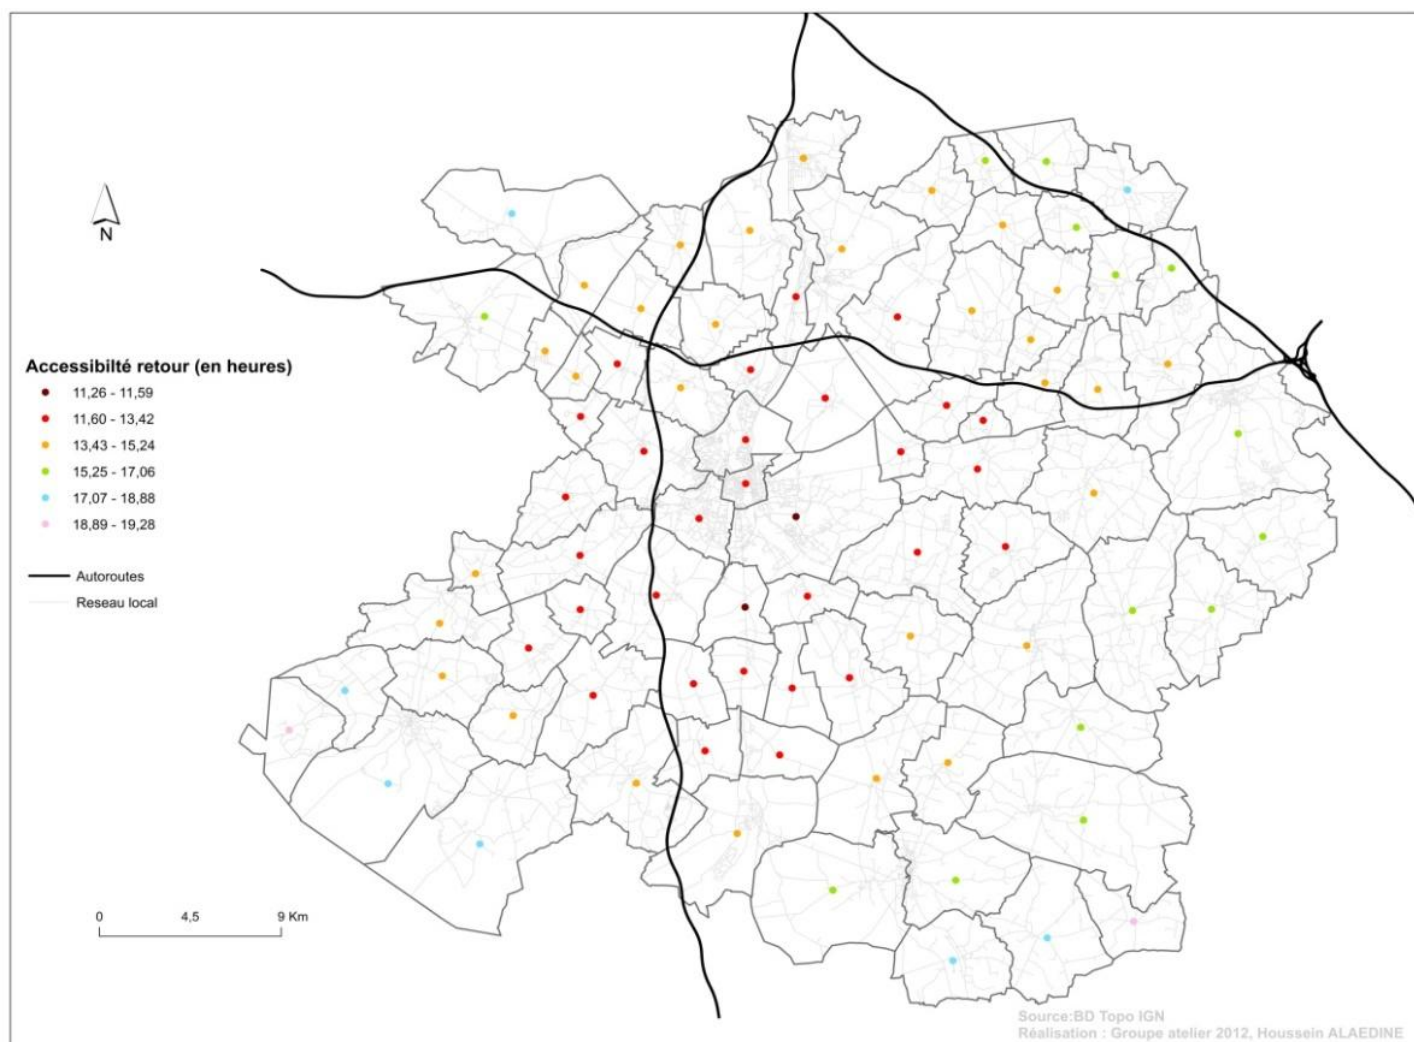 N
Accessibilté retour (en heures)
11,26 - 11,59
11,60 - 13,42
13,43 - 15,24
15,25 - 17,06
17,07 - 18,88
18,89 - 19,28
Autoroutes
Reseau local
0 4,5 9 Km
Source:BD Topo IGN
Réalisation : Groupe atelier 2012, Houssein ALAEDINE